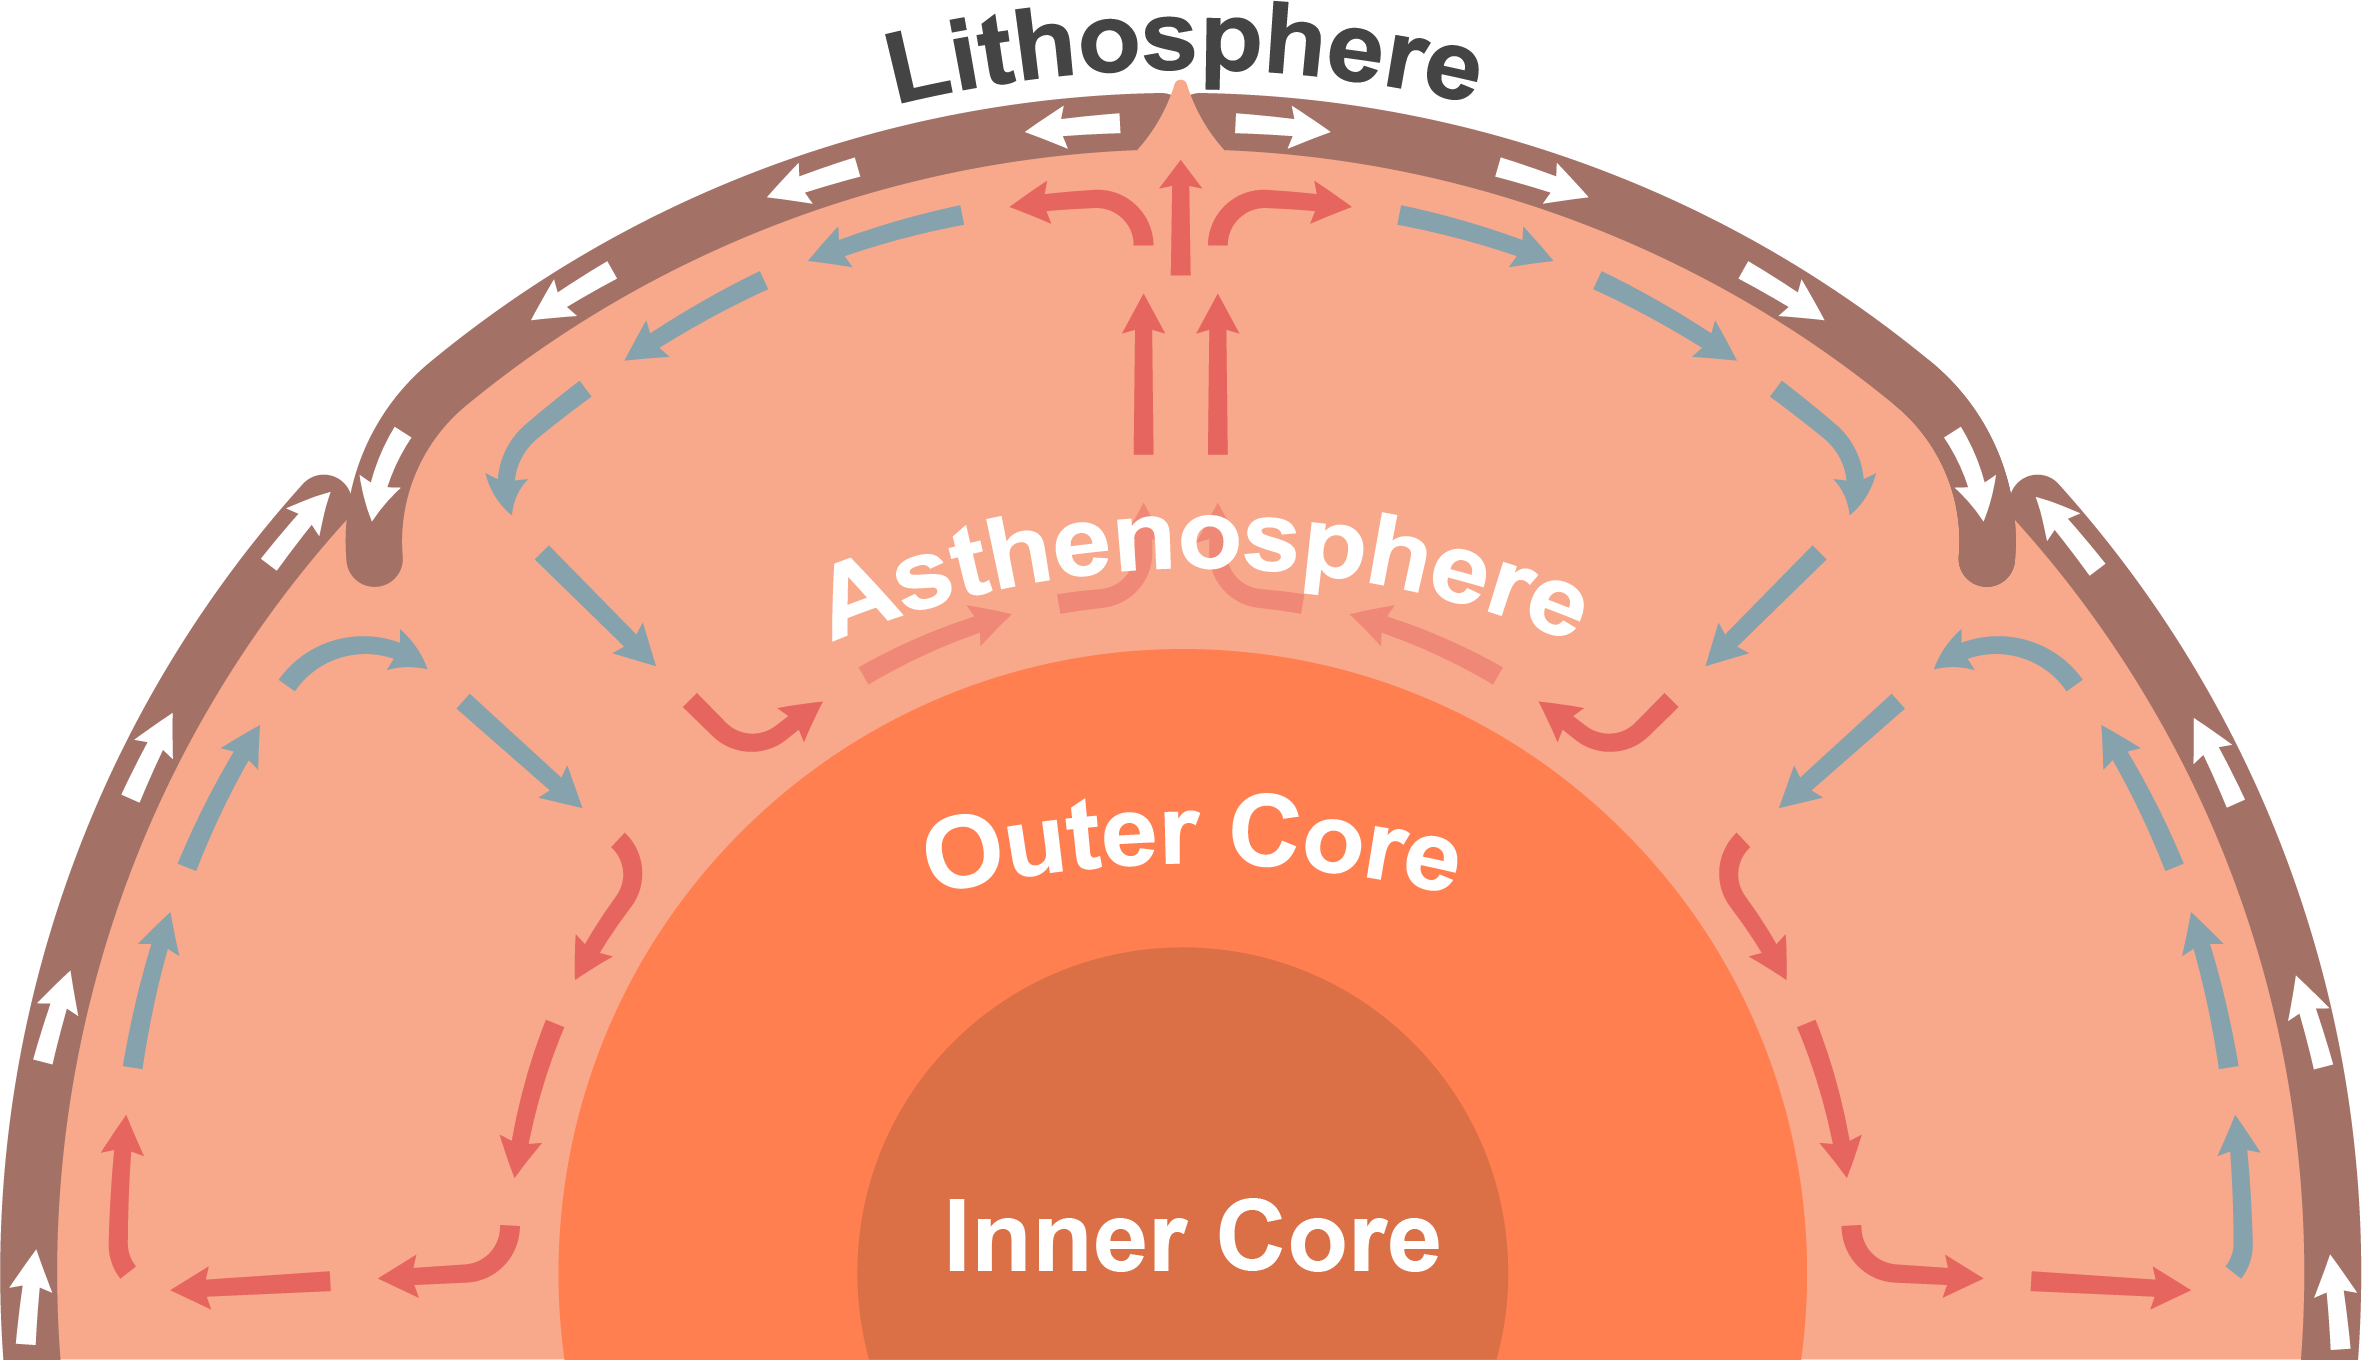 Lithosphere
Asthenosphere
Outer Core
Inner Core